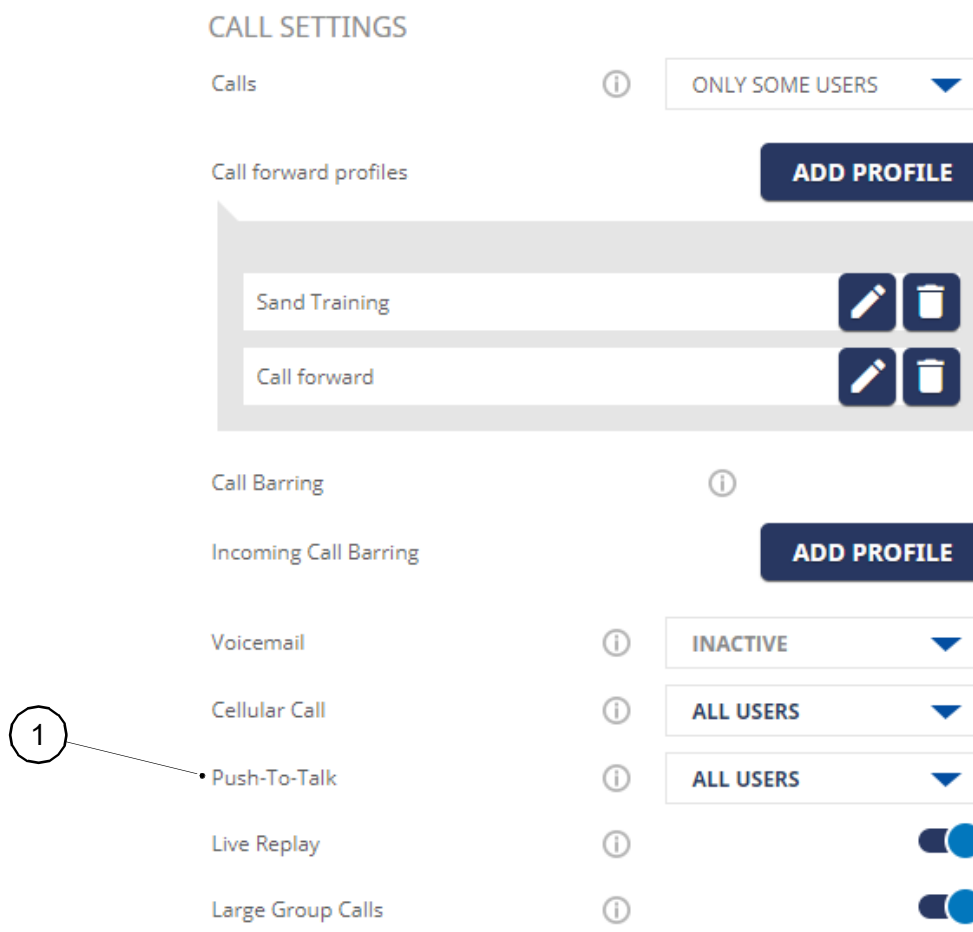 CALL SETTINGS
Calls
ONLY SOME USERS
Call forward profiles
ADD PROFILE
Sand Training
Call forward
Call Barring
Incoming Call Barring
ADD PROFILE
Voicemail
INACTIVE
Cellular Call
ALL USERS
1
Push-To-Talk
ALL USERS
Live Replay
Large Group Calls